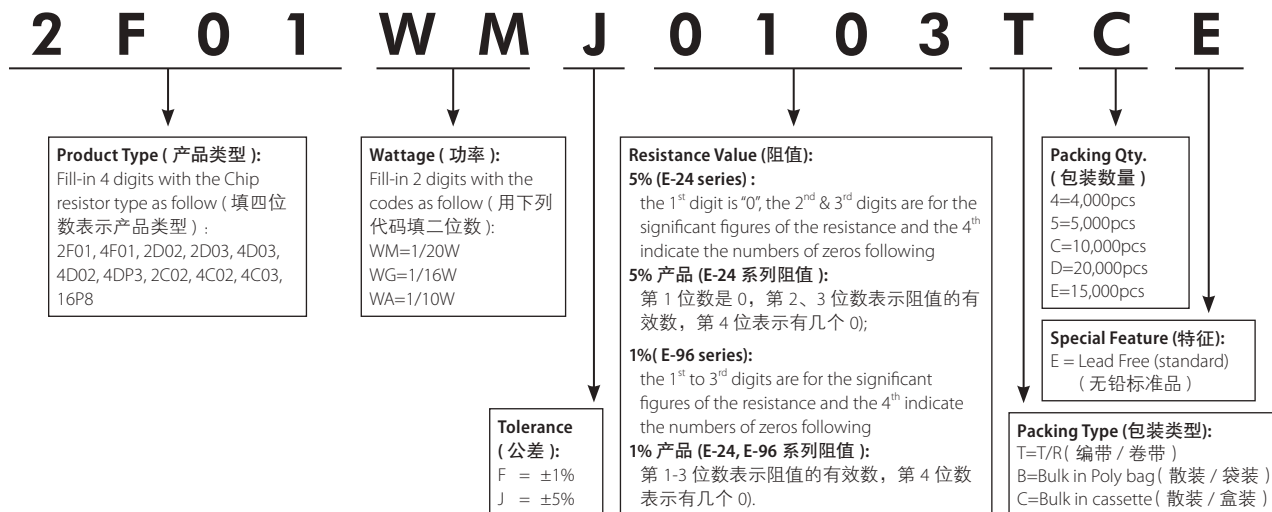 2 F 0 1 W M J 0 1 0 3 T C E
Product Type ( 产品类型 ):
Fill-in 4 digits with the Chip
resistor type as follow ( 填四位
数表示产品类型 ) :
2F01, 4F01, 2D02, 2D03, 4D03,
4D02, 4DP3, 2C02, 4C02, 4C03,
16P8
Wattage ( 功率 ):
Fill-in 2 digits with the
codes as follow ( 用下列
代码填二位数 ):
WM=1/20W
WG=1/16W
WA=1/10W
Tolerance
( 公差 ):
F = ±1%
J = ±5%
Resistance Value (阻值):
5% (E-24 series) :
the 1st digit is "0", the 2nd & 3rd digits are for the
significant figures of the resistance and the 4th
indicate the numbers of zeros following
5% 产品 (E-24 系列阻值 ):
第 1 位数是 0，第 2、3 位数表示阻值的有
效数，第 4 位表示有几个 0);
1%( E-96 series):
the 1st to 3rd digits are for the significant
figures of the resistance and the 4th indicate
the numbers of zeros following
1% 产品 (E-24, E-96 系列阻值 ):
第 1-3 位数表示阻值的有效数，第 4 位数
表示有几个 0).
Packing Qty.
( 包装数量 )
4=4,000pcs
5=5,000pcs
C=10,000pcs
D=20,000pcs
E=15,000pcs
Special Feature (特征):
E = Lead Free (standard)
( 无铅标准品 )
Packing Type (包装类型):
T=T/R( 编带 / 卷带 )
B=Bulk in Poly bag( 散装 / 袋装 )
C=Bulk in cassette( 散装 / 盒装 )